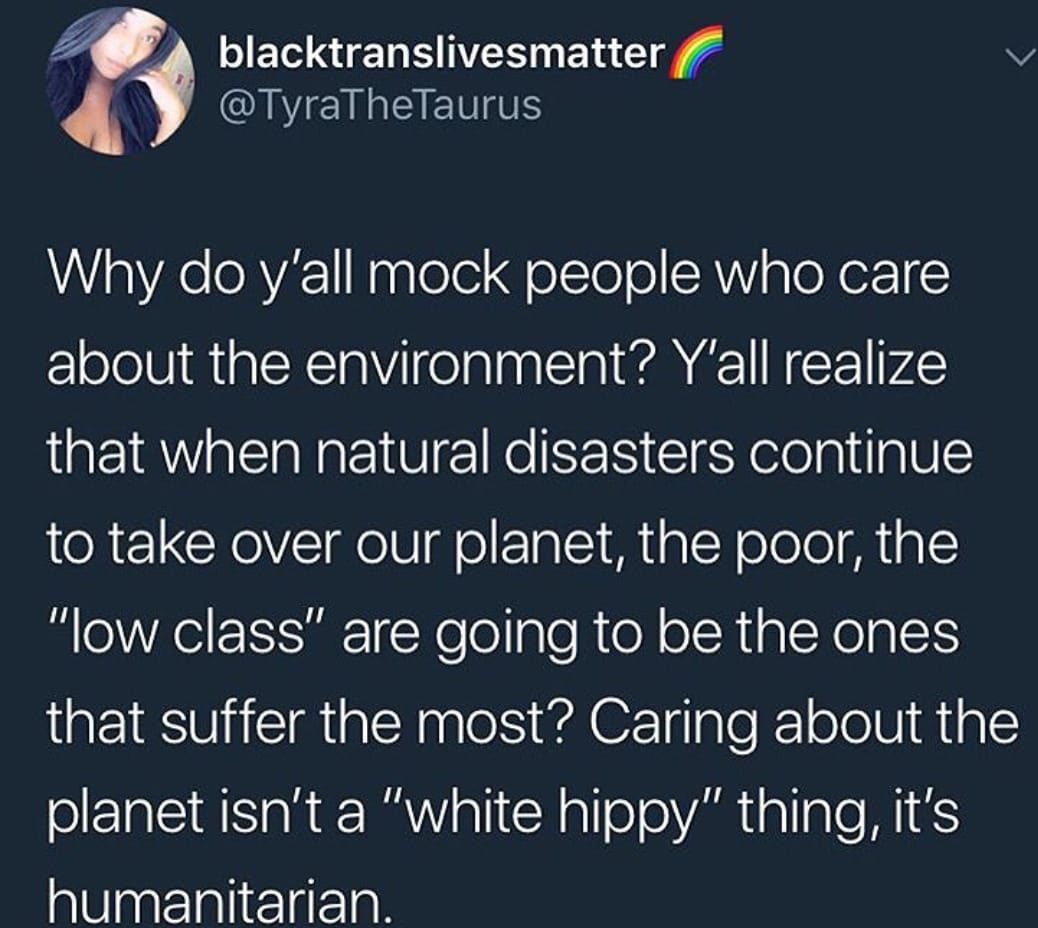 blacktranslivesmatter🌈
@TyraTheTaurus
Why do y'all mock people who care
about the environment? Y'all realize
that when natural disasters continue
to take over our planet, the poor, the
"low class" are going to be the ones
that suffer the most? Caring about the
planet isn't a "white hippy" thing, it's
humanitarian.